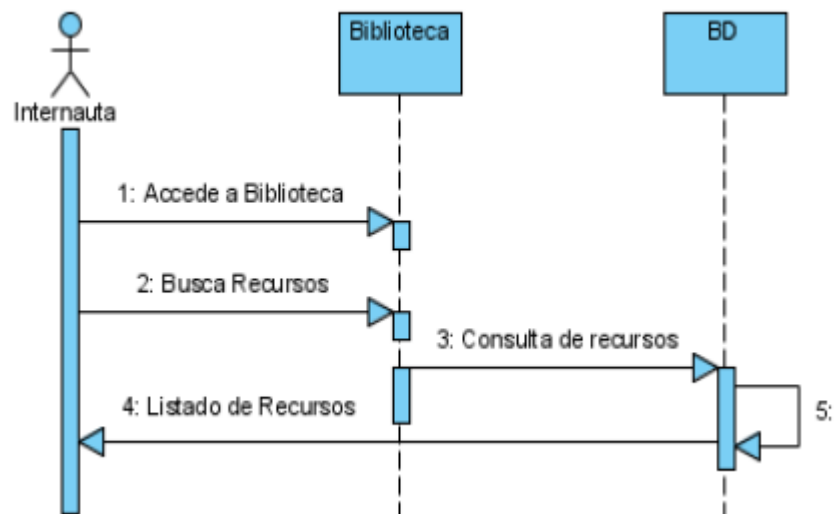 Biblioteca
BD
Internauta
1: Accede a Biblioteca
2: Busca Recursos
3: Consulta de recursos
4: Listado de Recursos
5: